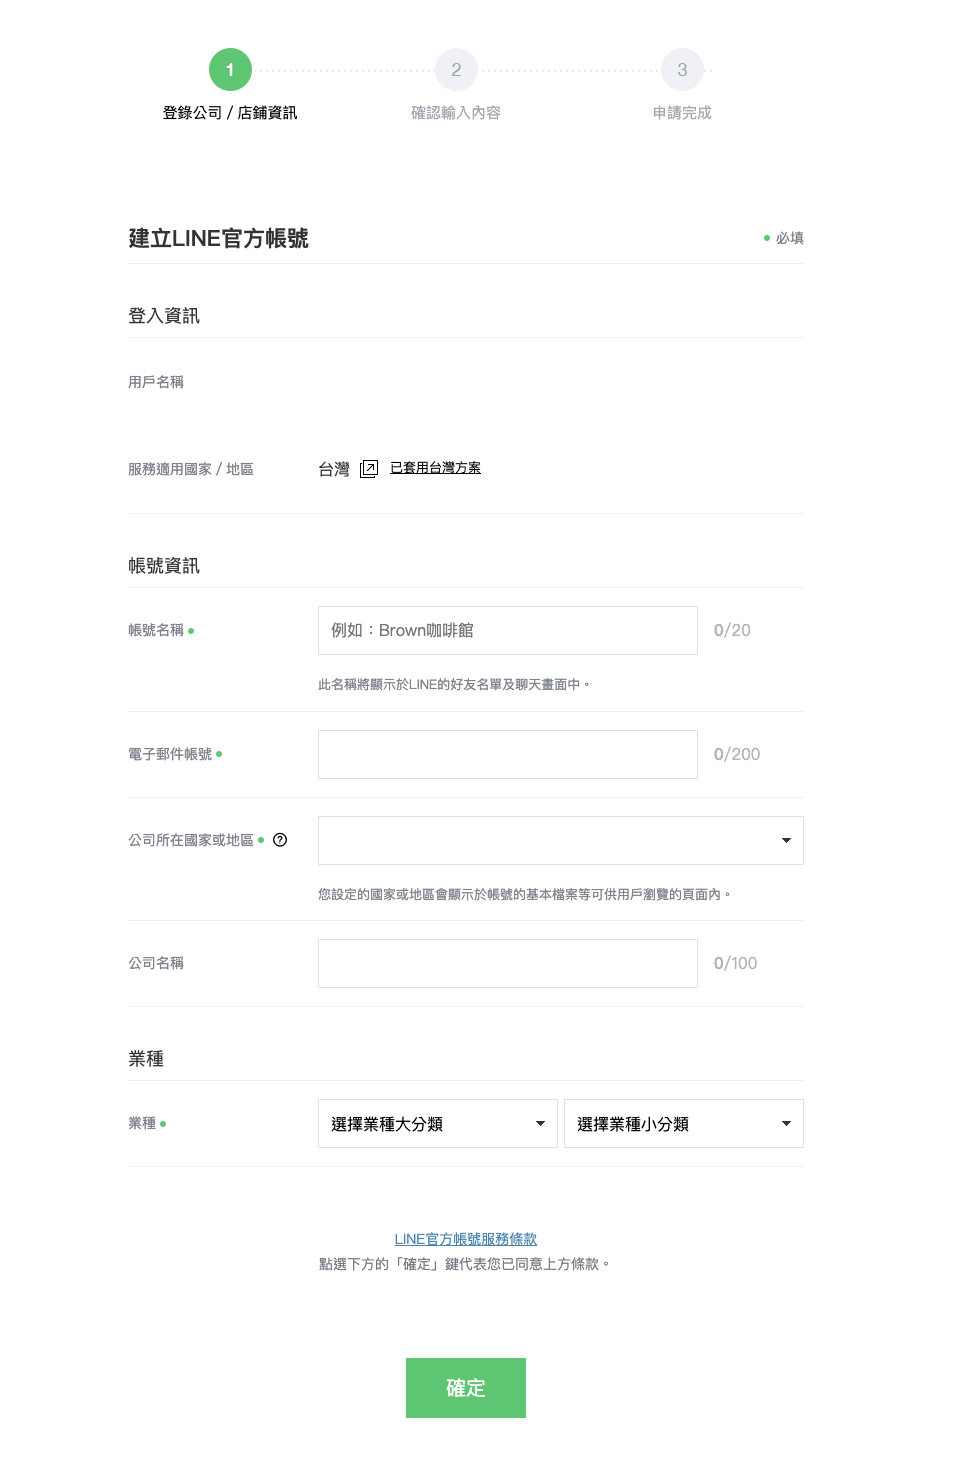 1
2
3
登錄公司 / 店鋪資訊
確認輸入內容
申請完成
建立LINE官方帳號
必填
登入資訊
用戶名稱
服務適用國家 / 地區
台灣
已套用台灣方案
帳號資訊
帳號名稱
例如：Brown咖啡館
0/20
此名稱將顯示於LINE的好友名單及聊天畫面中。
電子郵件帳號
0/200
公司所在國家或地區
?
您設定的國家或地區會顯示於帳號的基本檔案等可供用戶瀏覽的頁面內。
公司名稱
0/100
業種
業種
選擇業種大分類
選擇業種小分類
LINE官方帳號服務條款
點選下方的「確定」鍵代表您已同意上方條款。
確定